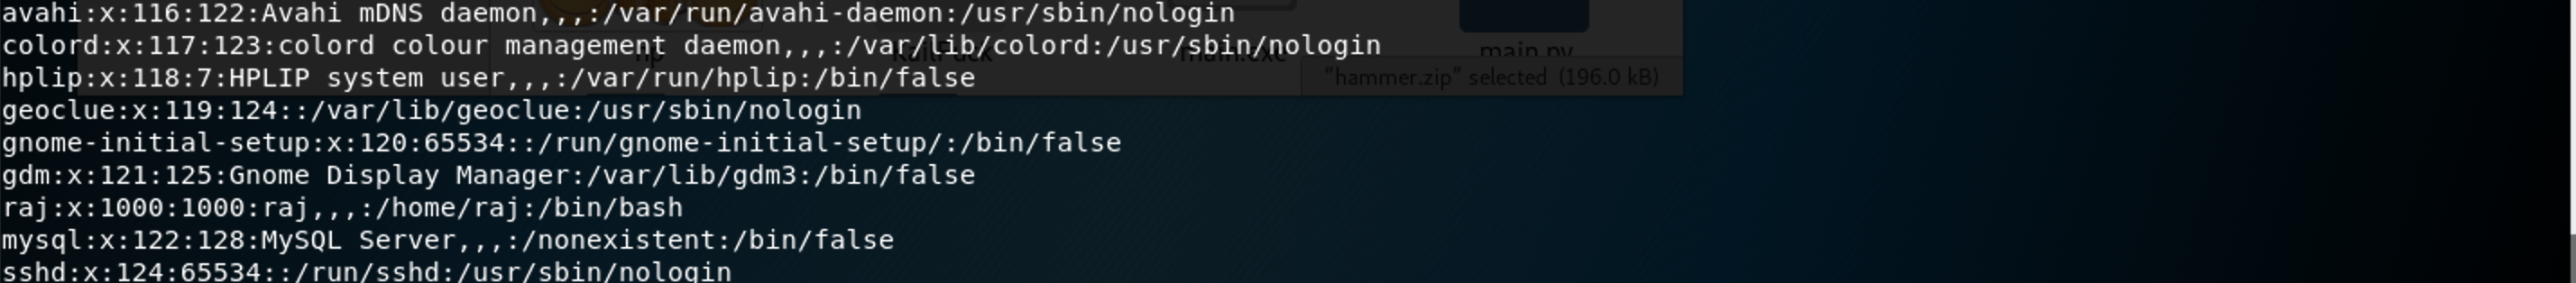 avahi:x:116:122:Avahi mDNS daemon,,,:/var/run/avahi-daemon:/usr/sbin/nologin
colord:x:117:123:colord colour management daemon,,,:/var/lib/colord:/usr/sbin/nologin
hp
main.exe
main.py
hplip:x:118:7:HPLIP system user,,,:/var/run/hplip:/bin/false
"hammer.zip" selected (196.0 kB)
geoclue:x:119:124::/var/lib/geoclue:/usr/sbin/nologin
gnome-initial-setup:x:120:65534::/run/gnome-initial-setup/:/bin/false
gdm:x:121:125:Gnome Display Manager:/var/lib/gdm3:/bin/false
raj:x:1000:1000:raj,,,:/home/raj:/bin/bash
mysql:x:122:128:MySQL Server,,,:/nonexistent:/bin/false
sshd:x:124:65534::/run/sshd:/usr/sbin/nologin